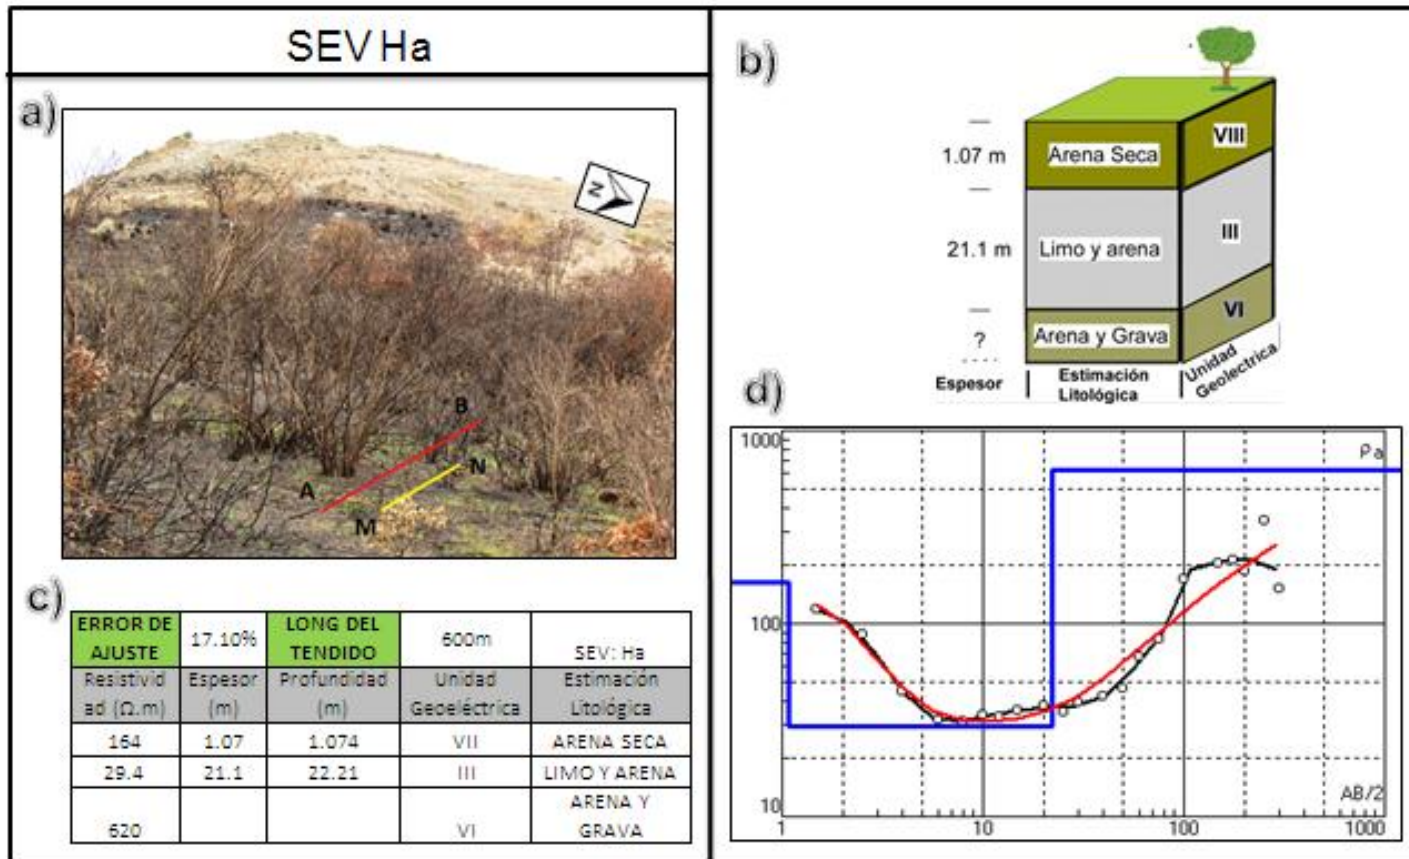 SEV Ha
a)
N
B
N
A
M
b)
VIII
1.07 m
Arena Seca
III
21.1 m
Limo y arena
VI
?
Arena y Grava
Espesor
Estimación
Litológica
Unidad
Geolectrica
c)
ERROR DE
AJUSTE
17.10%
LONG DEL
TENDIDO
600m
SEV: Ha
Resistivid
ad (Ω.m)
Espesor
(m)
Profundidad
(m)
Unidad
Geoeléctrica
Estimación
Litológica
164 1.07 1.074 VII ARENA SECA
29.4 21.1 22.21 III LIMO Y ARENA
620 VI ARENA Y
GRAVA
d)
1000
ρa
100
10
AB/2
1 10 100 1000